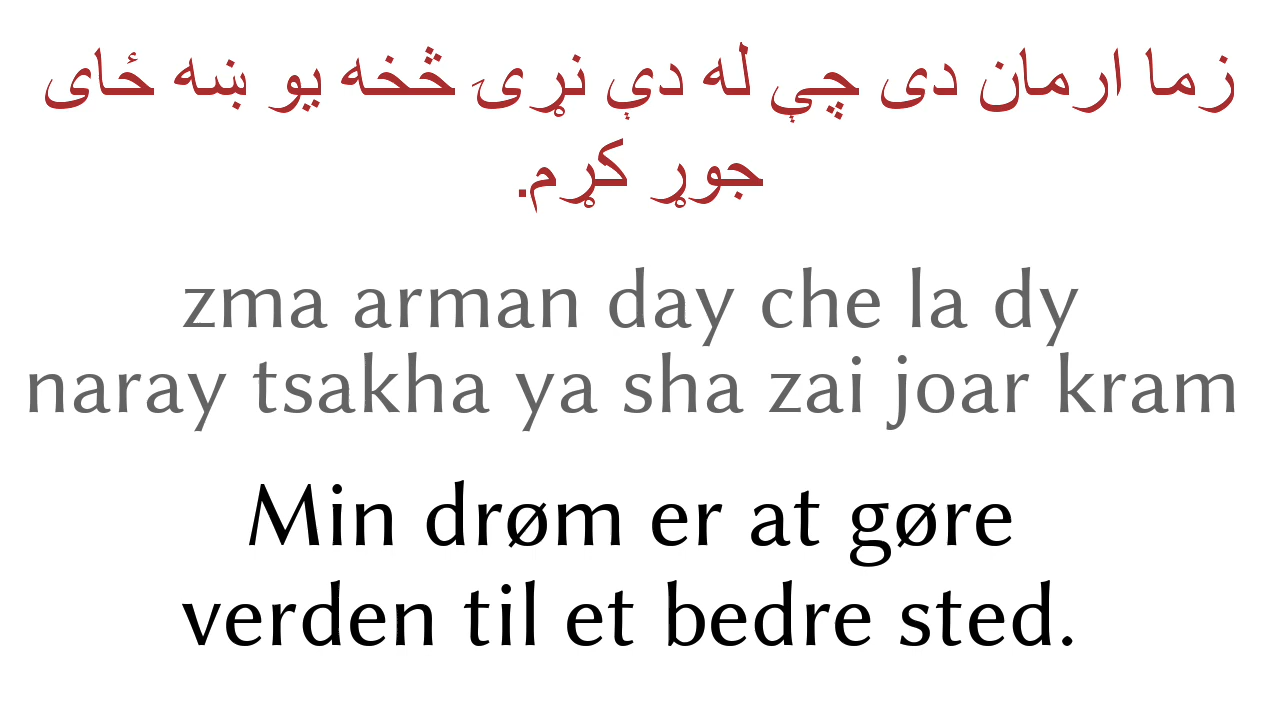 زما ارمان دی چې له دې نړۍ څخه یو ښه ځای
جوړ کړم.
zma arman day che la dy
naray tsakha ya sha zai joar kram
Min drøm er at gøre
verden til et bedre sted.